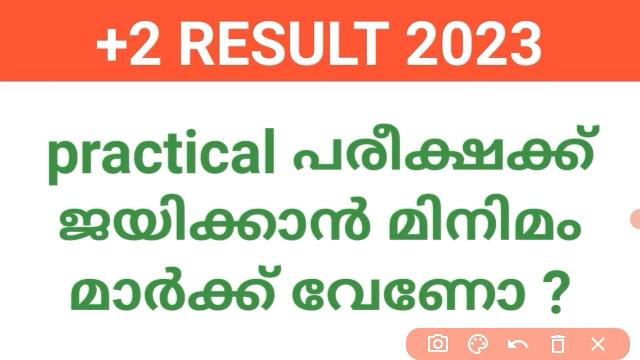 +2 RESULT 2023
practical പരീക്ഷക്ക്
ജയിക്കാൻ മിനിമം
മാർക്ക് വേണോ ?